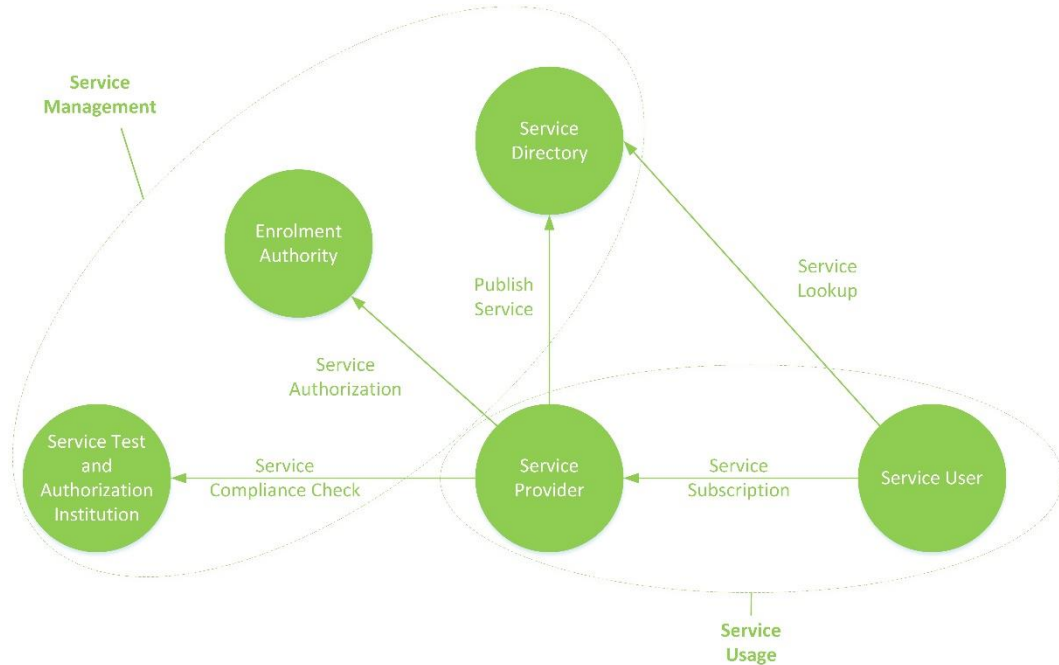 Service
Management
Service
Directory
Enrolment
Authority
Publish
Service
Service
Lookup
Service
Authorization
Service Test
and
Authorization
Institution
Service
Compliance Check
Service
Provider
Service
Subscription
Service User
Service
Usage